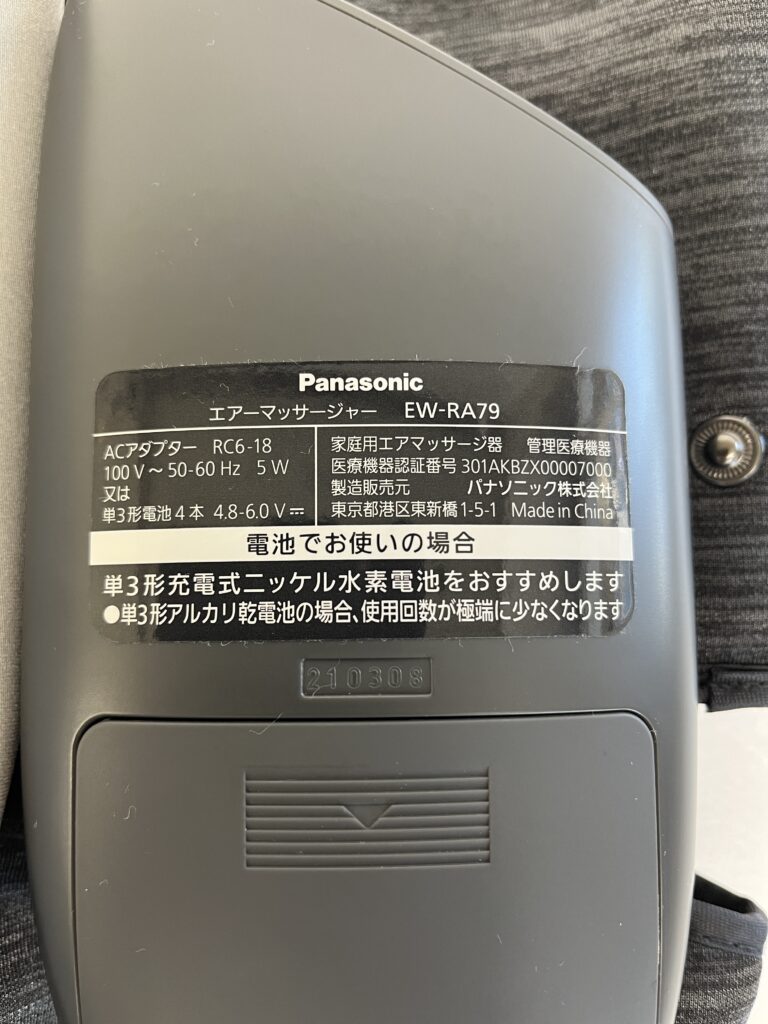 Panasonic
エアーマッサージャー EW-RA79
ACアダプター RC6-18
100 V～50-60 Hz 5 W
又は
単3形電池4本 4.8-6.0 V⎓
家庭用エアマッサージ器 管理医療機器
医療機器認証番号 301AKBZX00007000
製造販売元 パナソニック株式会社
東京都港区東新橋1-5-1 Made in China
電池でお使いの場合
単3形充電式ニッケル水素電池をおすすめします
●単3形アルカリ乾電池の場合、使用回数が極端に少なくなります
210308